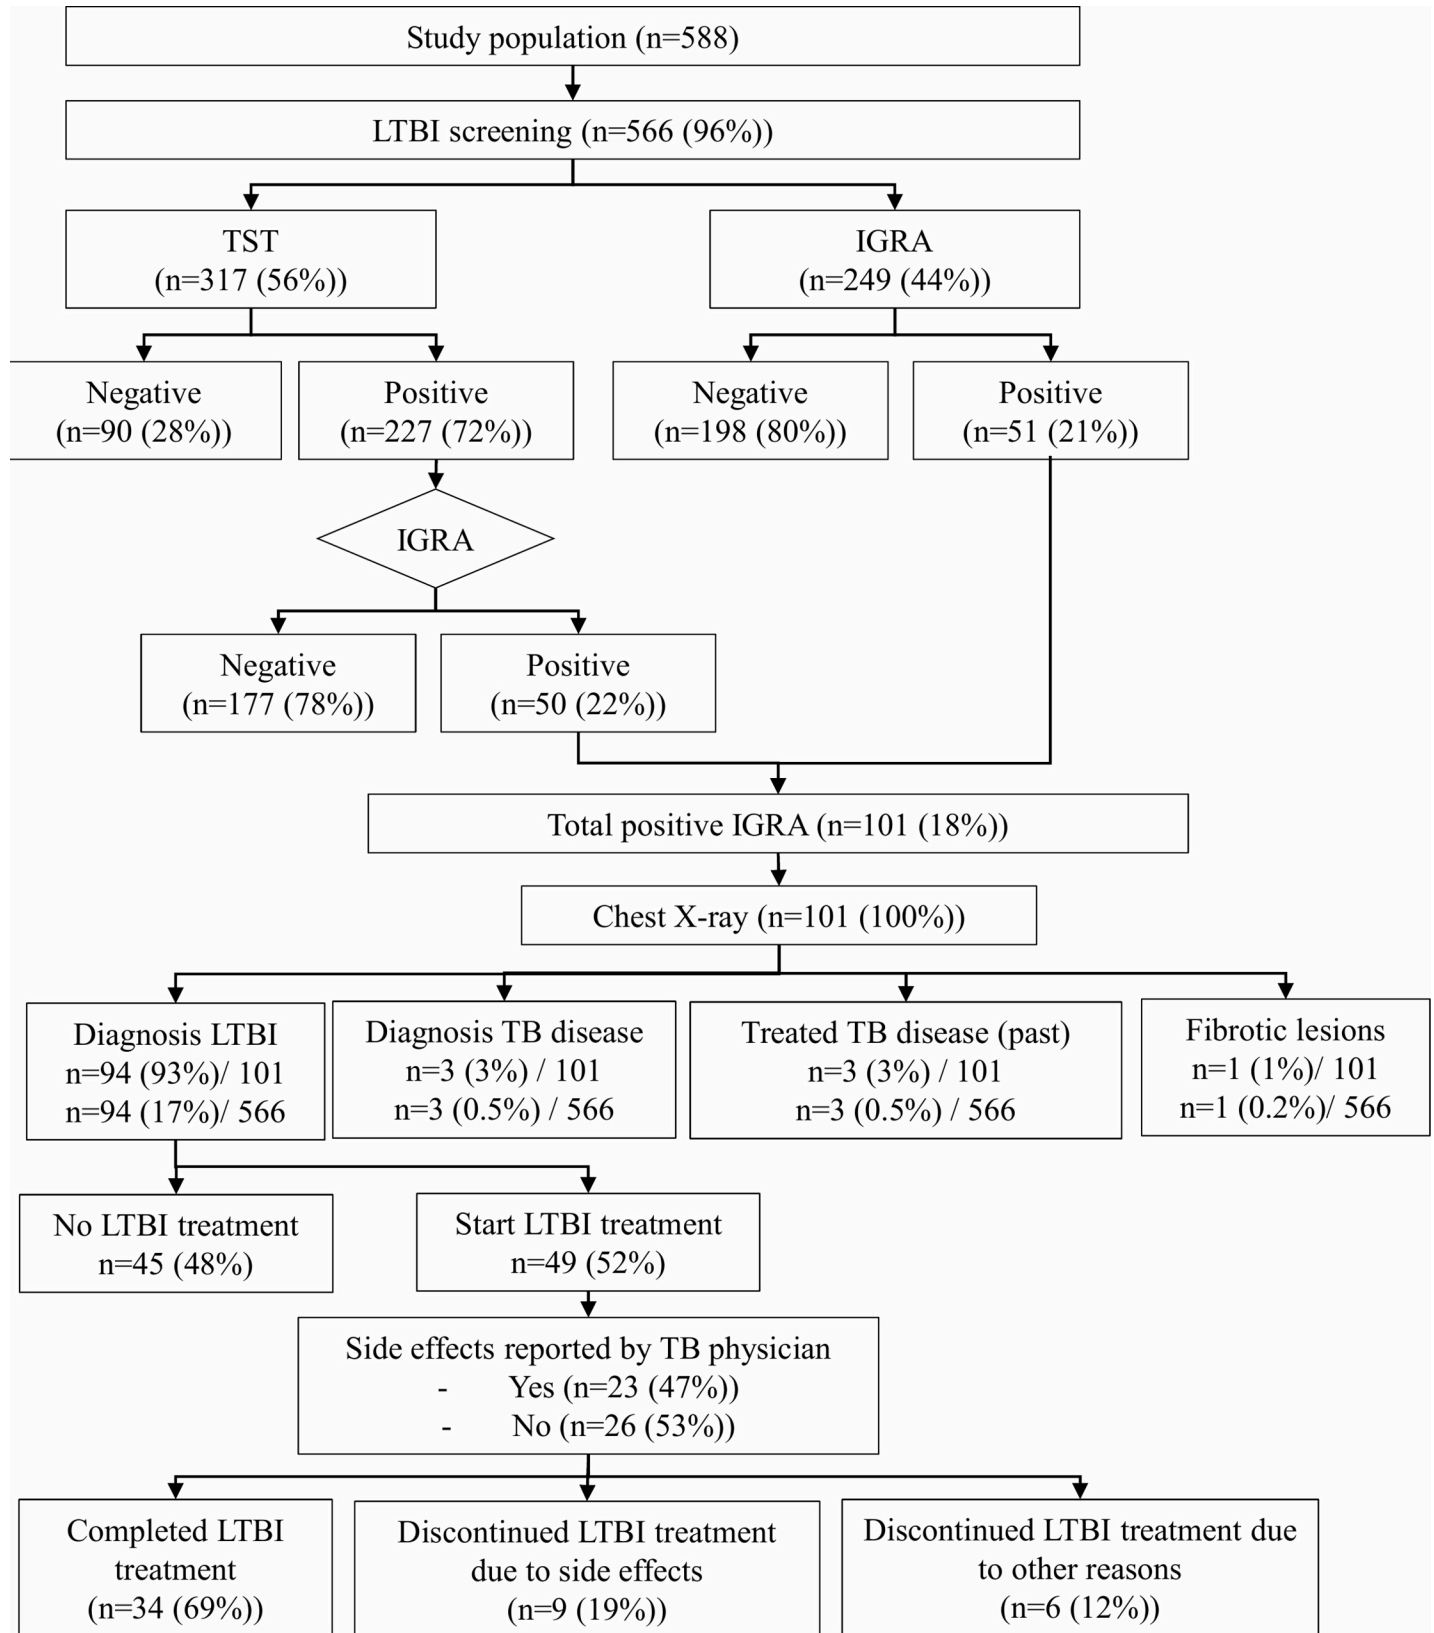 Study population (n=588)
LTBI screening (n=566 (96%))
TST
(n=317 (56%))
IGRA
(n=249 (44%))
Negative
(n=90 (28%))
Positive
(n=227 (72%))
Negative
(n=198 (80%))
Positive
(n=51 (21%))
IGRA
Negative
(n=177 (78%))
Positive
(n=50 (22%))
Total positive IGRA (n=101 (18%))
Chest X-ray (n=101 (100%))
Diagnosis LTBI
n=94 (93%)/ 101
n=94 (17%)/ 566
Diagnosis TB disease
n=3 (3%) / 101
n=3 (0.5%) / 566
Treated TB disease (past)
n=3 (3%) / 101
n=3 (0.5%) / 566
Fibrotic lesions
n=1 (1%)/ 101
n=1 (0.2%)/ 566
No LTBI treatment
n=45 (48%)
Start LTBI treatment
n=49 (52%)
Side effects reported by TB physician
- Yes (n=23 (47%))
- No (n=26 (53%))
Completed LTBI
treatment
(n=34 (69%))
Discontinued LTBI treatment
due to side effects
(n=9 (19%))
Discontinued LTBI treatment due
to other reasons
(n=6 (12%))